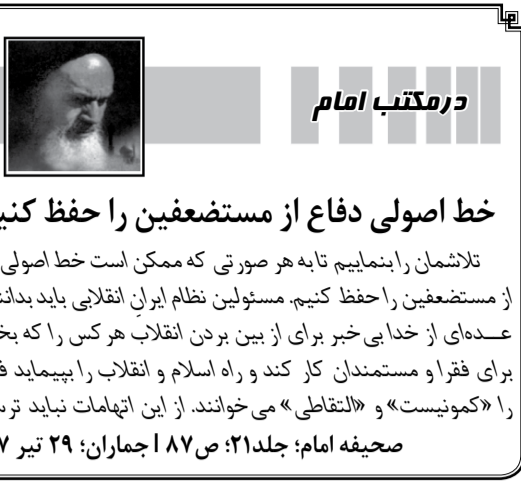 درمکتب امام
خط اصولی دفاع از مستضعفین را حفظ کنی
تلاشمان را بنماییم تا به هر صورتی که ممکن است خط اصولی
از مستضعفین را حفظ کنیم. مسئولین نظام ایرانِ انقلابی باید بدانند
عــده‌ای از خدا بی‌خبر برای از بین بردن انقلاب هر کس را که بخ
برای فقرا و مستمندان کار کند و راه اسلام و انقلاب را بپیماید ف
را «کمونیست» و «التقاطی» می‌خوانند. از این اتهامات نباید ترس
صحیفه امام؛ جلد۲۱؛ ص۸۷ | جماران؛ ۲۹ تیر ۷